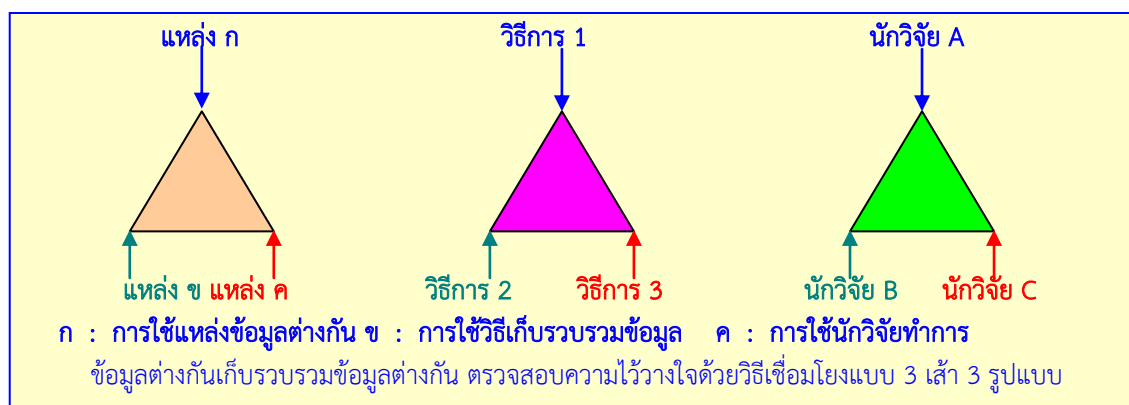 แหล่ง ก วิธีการ 1 นักวิจัย A
แหล่ง ข แหล่ง ค วิธีการ 2 วิธีการ 3 นักวิจัย B นักวิจัย C
ก : การใช้แหล่งข้อมูลต่างกัน ข : การใช้วิธีเก็บรวบรวมข้อมูล ค : การใช้นักวิจัยทำการ
ข้อมูลต่างกันเก็บรวบรวมข้อมูลต่างกัน ตรวจสอบความไว้วางใจด้วยวิธีเชื่อมโยงแบบ 3 เส้า 3 รูปแบบ